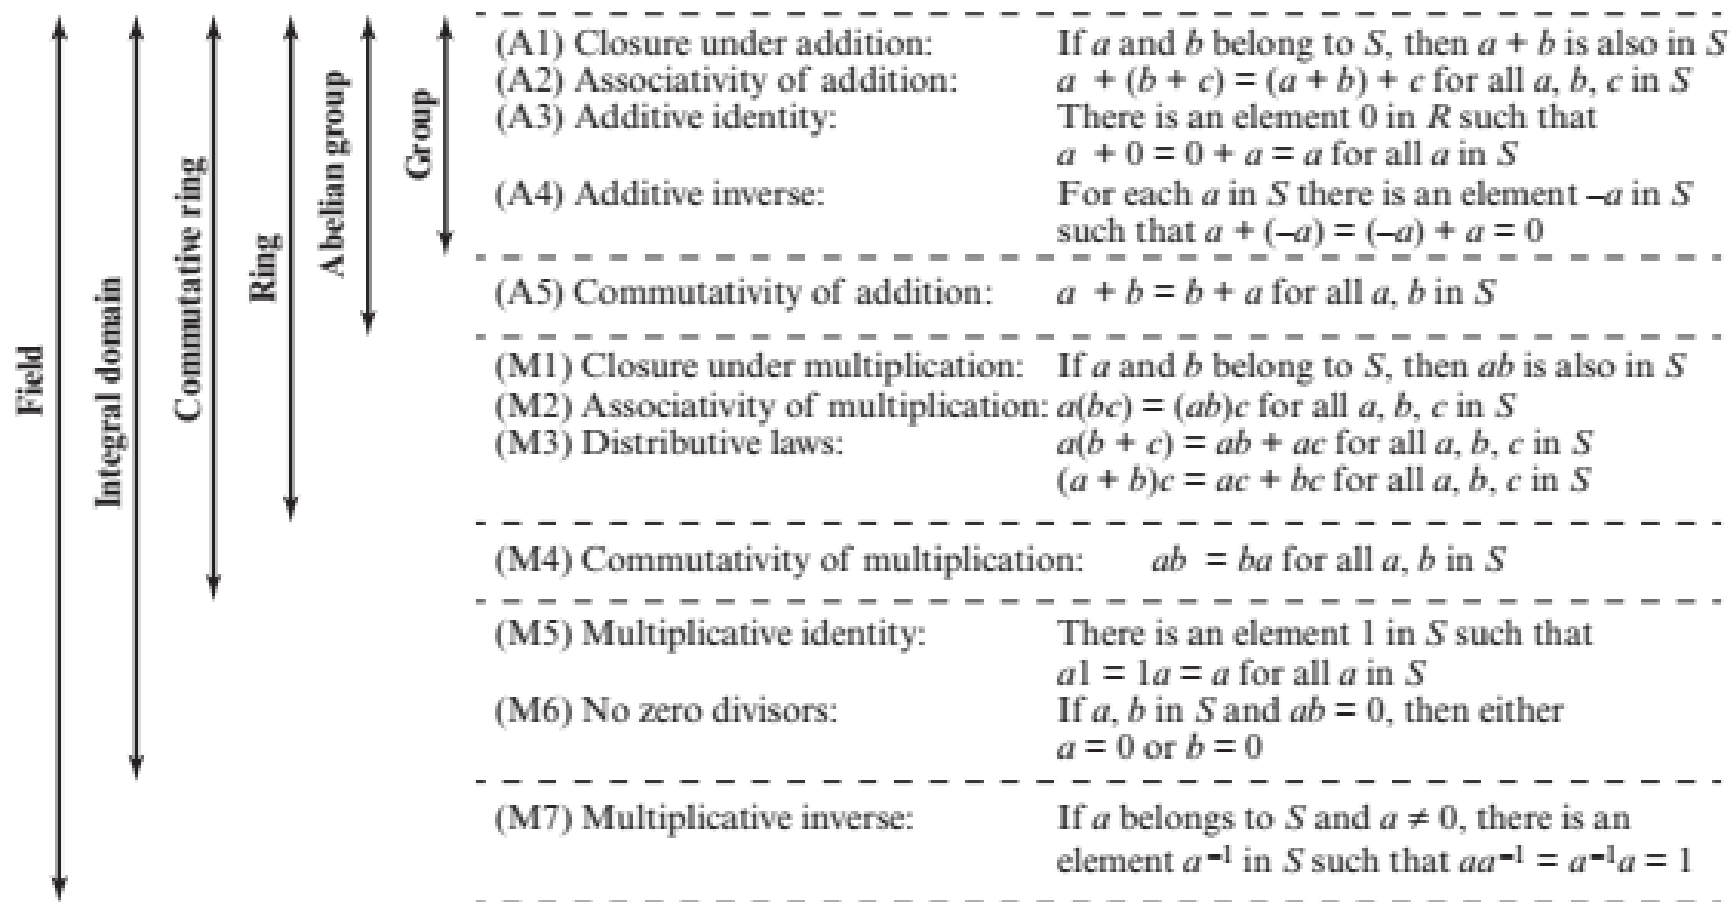 Field
Integral domain
Commutative ring
Ring
Abelian group
Group
(A1) Closure under addition: If a and b belong to S, then a + b is also in S
(A2) Associativity of addition: a + (b + c) = (a + b) + c for all a, b, c in S
(A3) Additive identity: There is an element 0 in R such that
a + 0 = 0 + a = a for all a in S
(A4) Additive inverse: For each a in S there is an element –a in S
such that a + (–a) = (–a) + a = 0
(A5) Commutativity of addition: a + b = b + a for all a, b in S
(M1) Closure under multiplication: If a and b belong to S, then ab is also in S
(M2) Associativity of multiplication: a(bc) = (ab)c for all a, b, c in S
(M3) Distributive laws: a(b + c) = ab + ac for all a, b, c in S
(a + b)c = ac + bc for all a, b, c in S
(M4) Commutativity of multiplication: ab = ba for all a, b in S
(M5) Multiplicative identity: There is an element 1 in S such that
a1 = 1a = a for all a in S
(M6) No zero divisors: If a, b in S and ab = 0, then either
a = 0 or b = 0
(M7) Multiplicative inverse: If a belongs to S and a ≠ 0, there is an
element a⁻¹ in S such that aa⁻¹ = a⁻¹a = 1